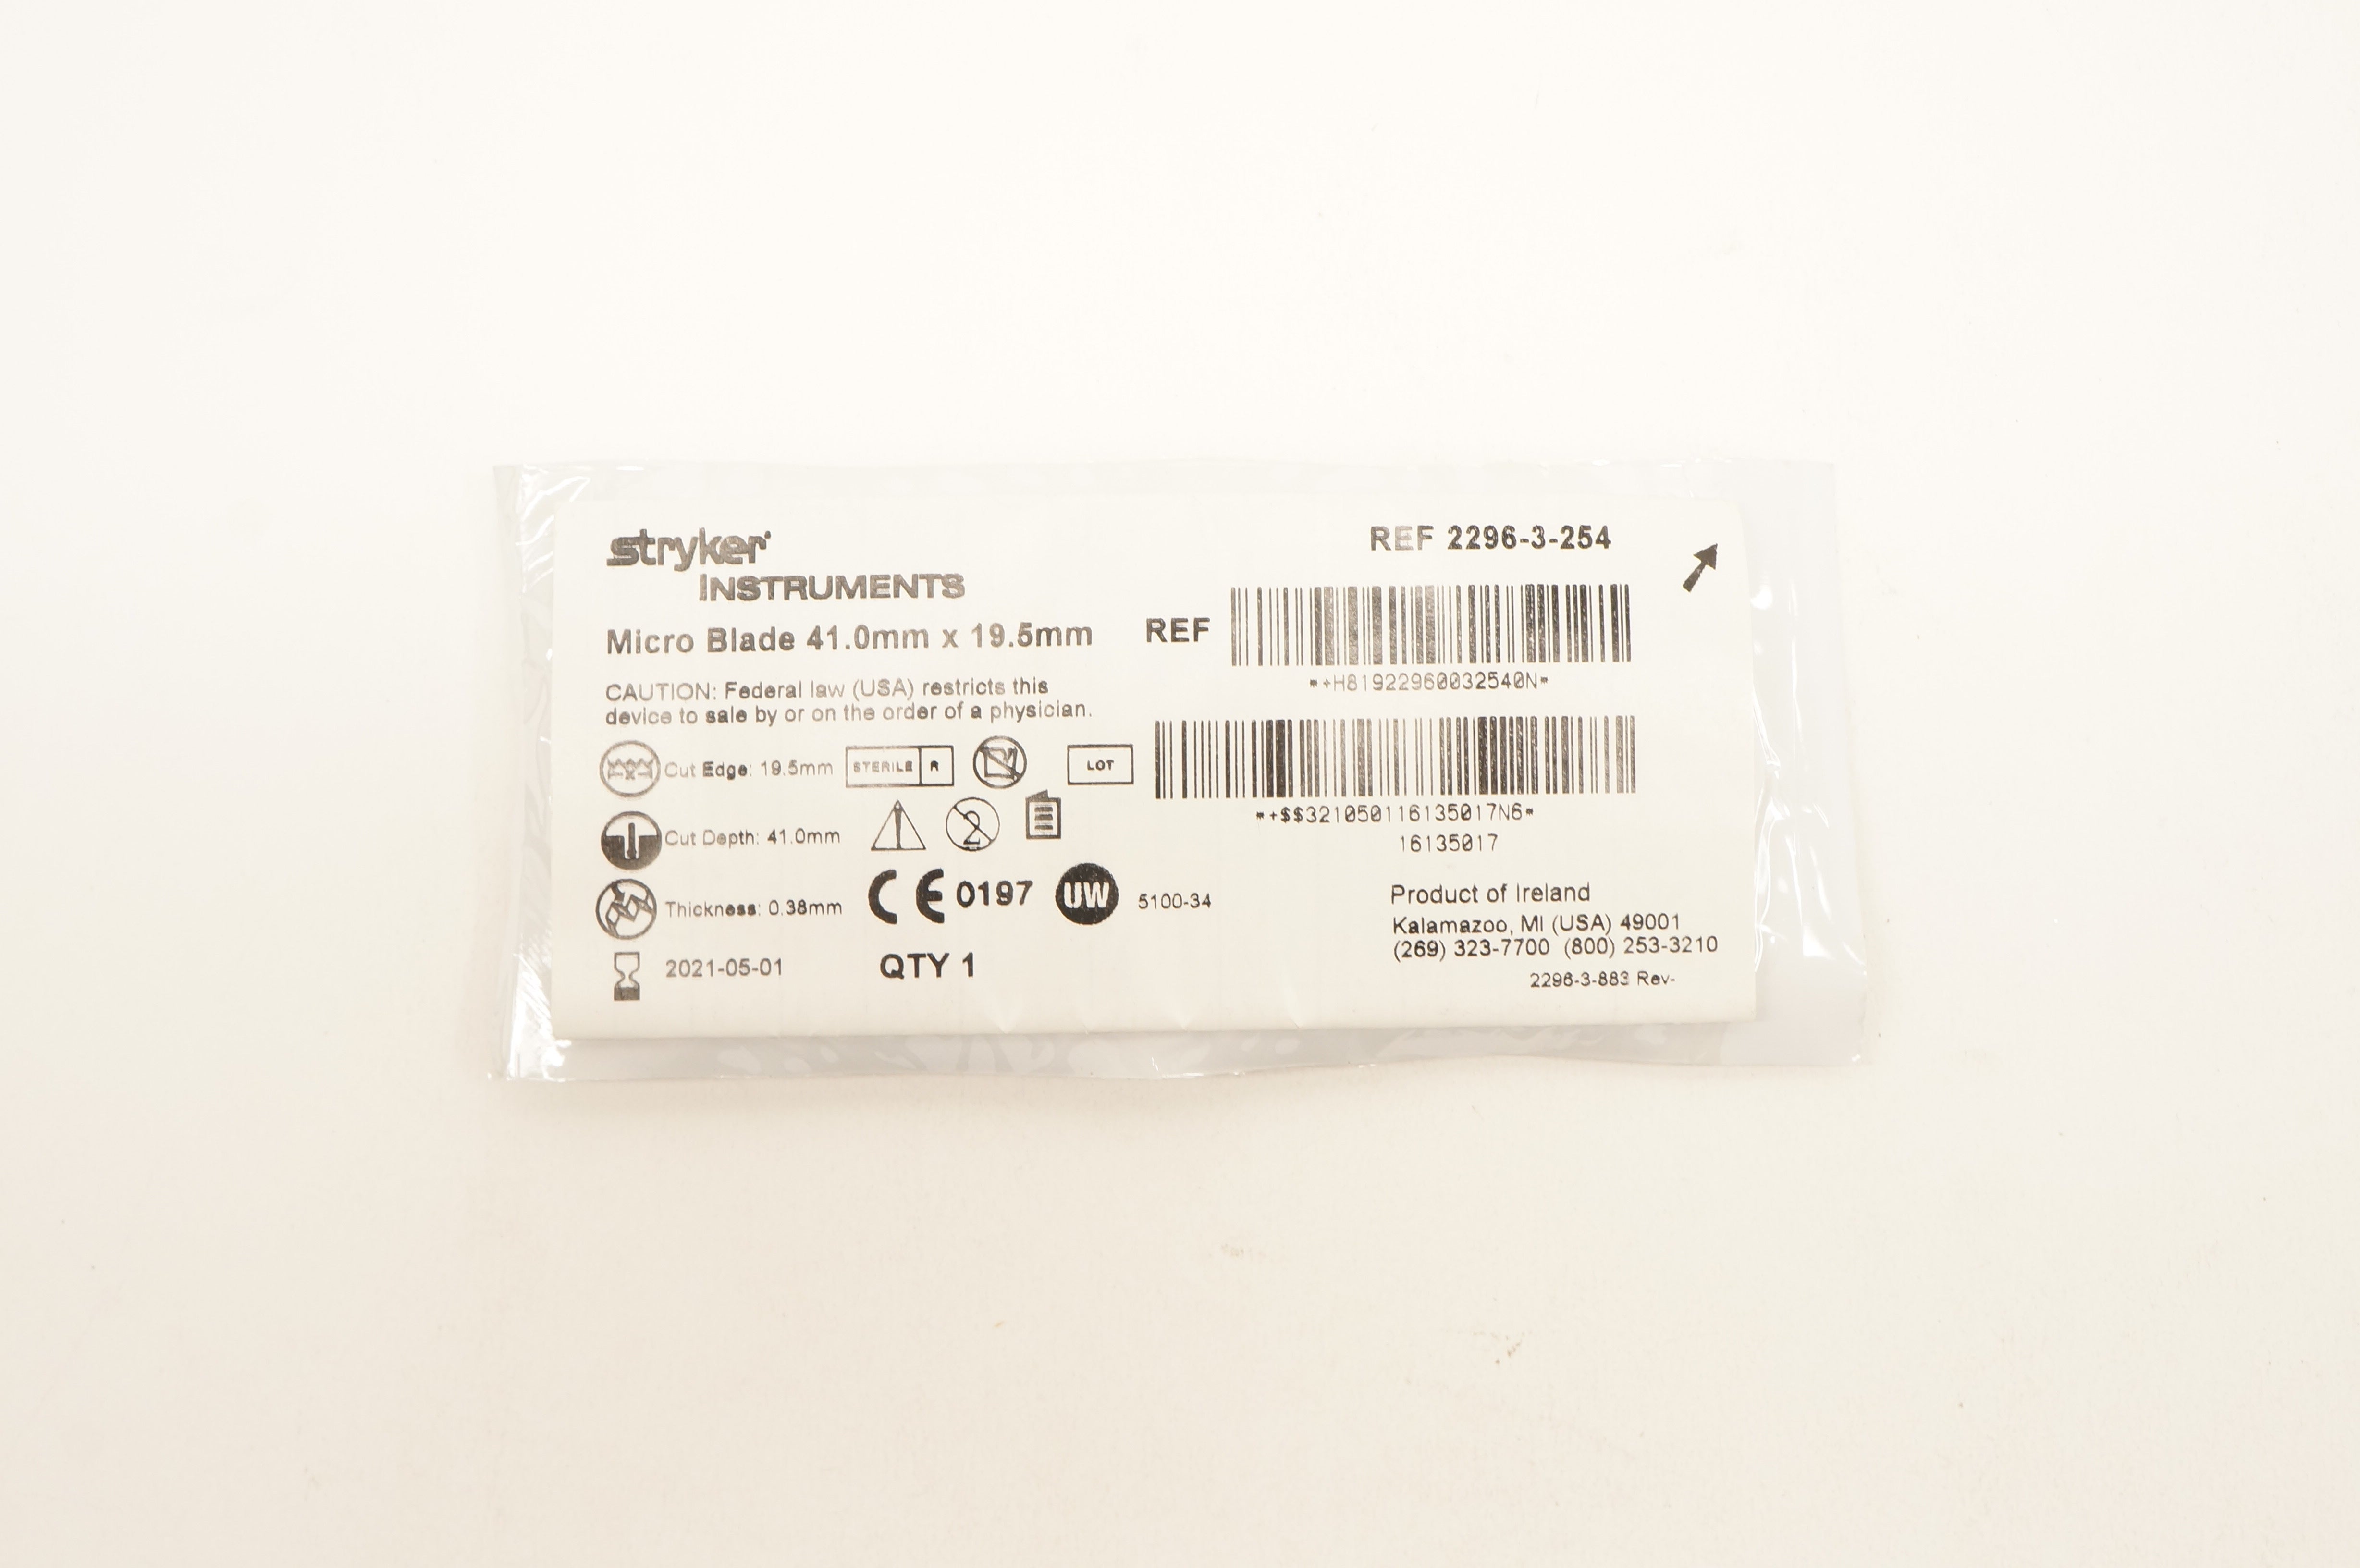 stryker
INSTRUMENTS
Micro Blade 41.0mm x 19.5mm
CAUTION: Federal law (USA) restricts this
device to sale by or on the order of a physician.
Cut Edge: 19.5mm
STERILE R
LOT
Cut Depth: 41.0mm
2
Thickness: 0.38mm
CE 0197
UW
5100-34
2021-05-01
QTY 1
REF 2296-3-254
REF
*+H81922960032540N*
*+$$321050116135017N6*
16135017
Product of Ireland
Kalamazoo, MI (USA) 49001
(269) 323-7700 (800) 253-3210
2296-3-883 Rev-